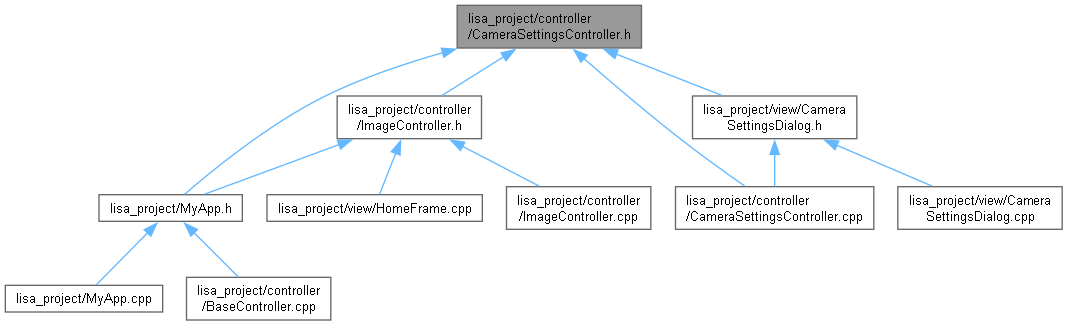 lisa_project/controller
/CameraSettingsController.h
lisa_project/controller
/ImageController.h
lisa_project/view/Camera
SettingsDialog.h
lisa_project/MyApp.h
lisa_project/view/HomeFrame.cpp
lisa_project/controller
/ImageController.cpp
lisa_project/controller
/CameraSettingsController.cpp
lisa_project/view/Camera
SettingsDialog.cpp
lisa_project/MyApp.cpp
lisa_project/controller
/BaseController.cpp